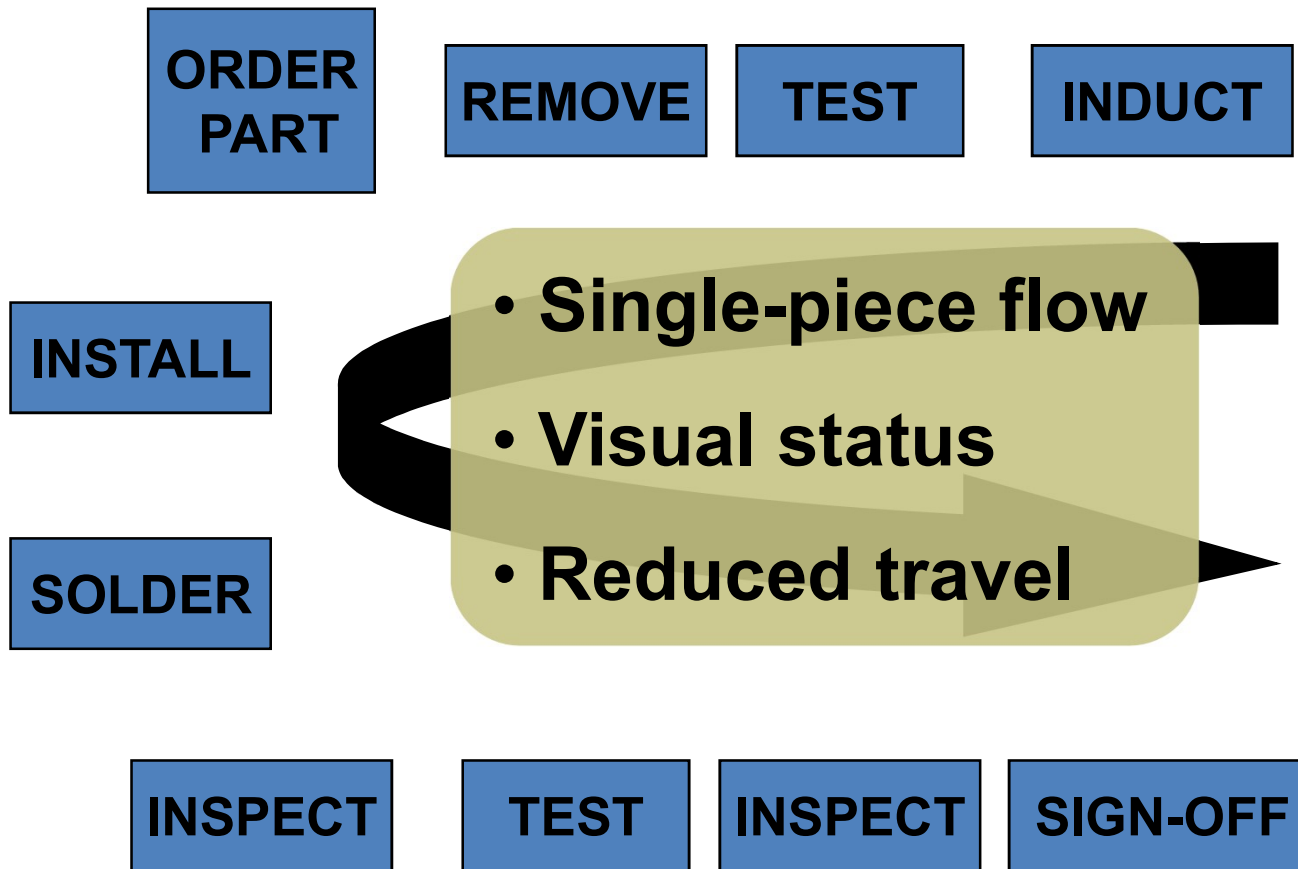 ORDER
PART
REMOVE
TEST
INDUCT
• Single-piece flow
INSTALL
• Visual status
• Reduced travel
SOLDER
INSPECT
TEST
INSPECT
SIGN-OFF